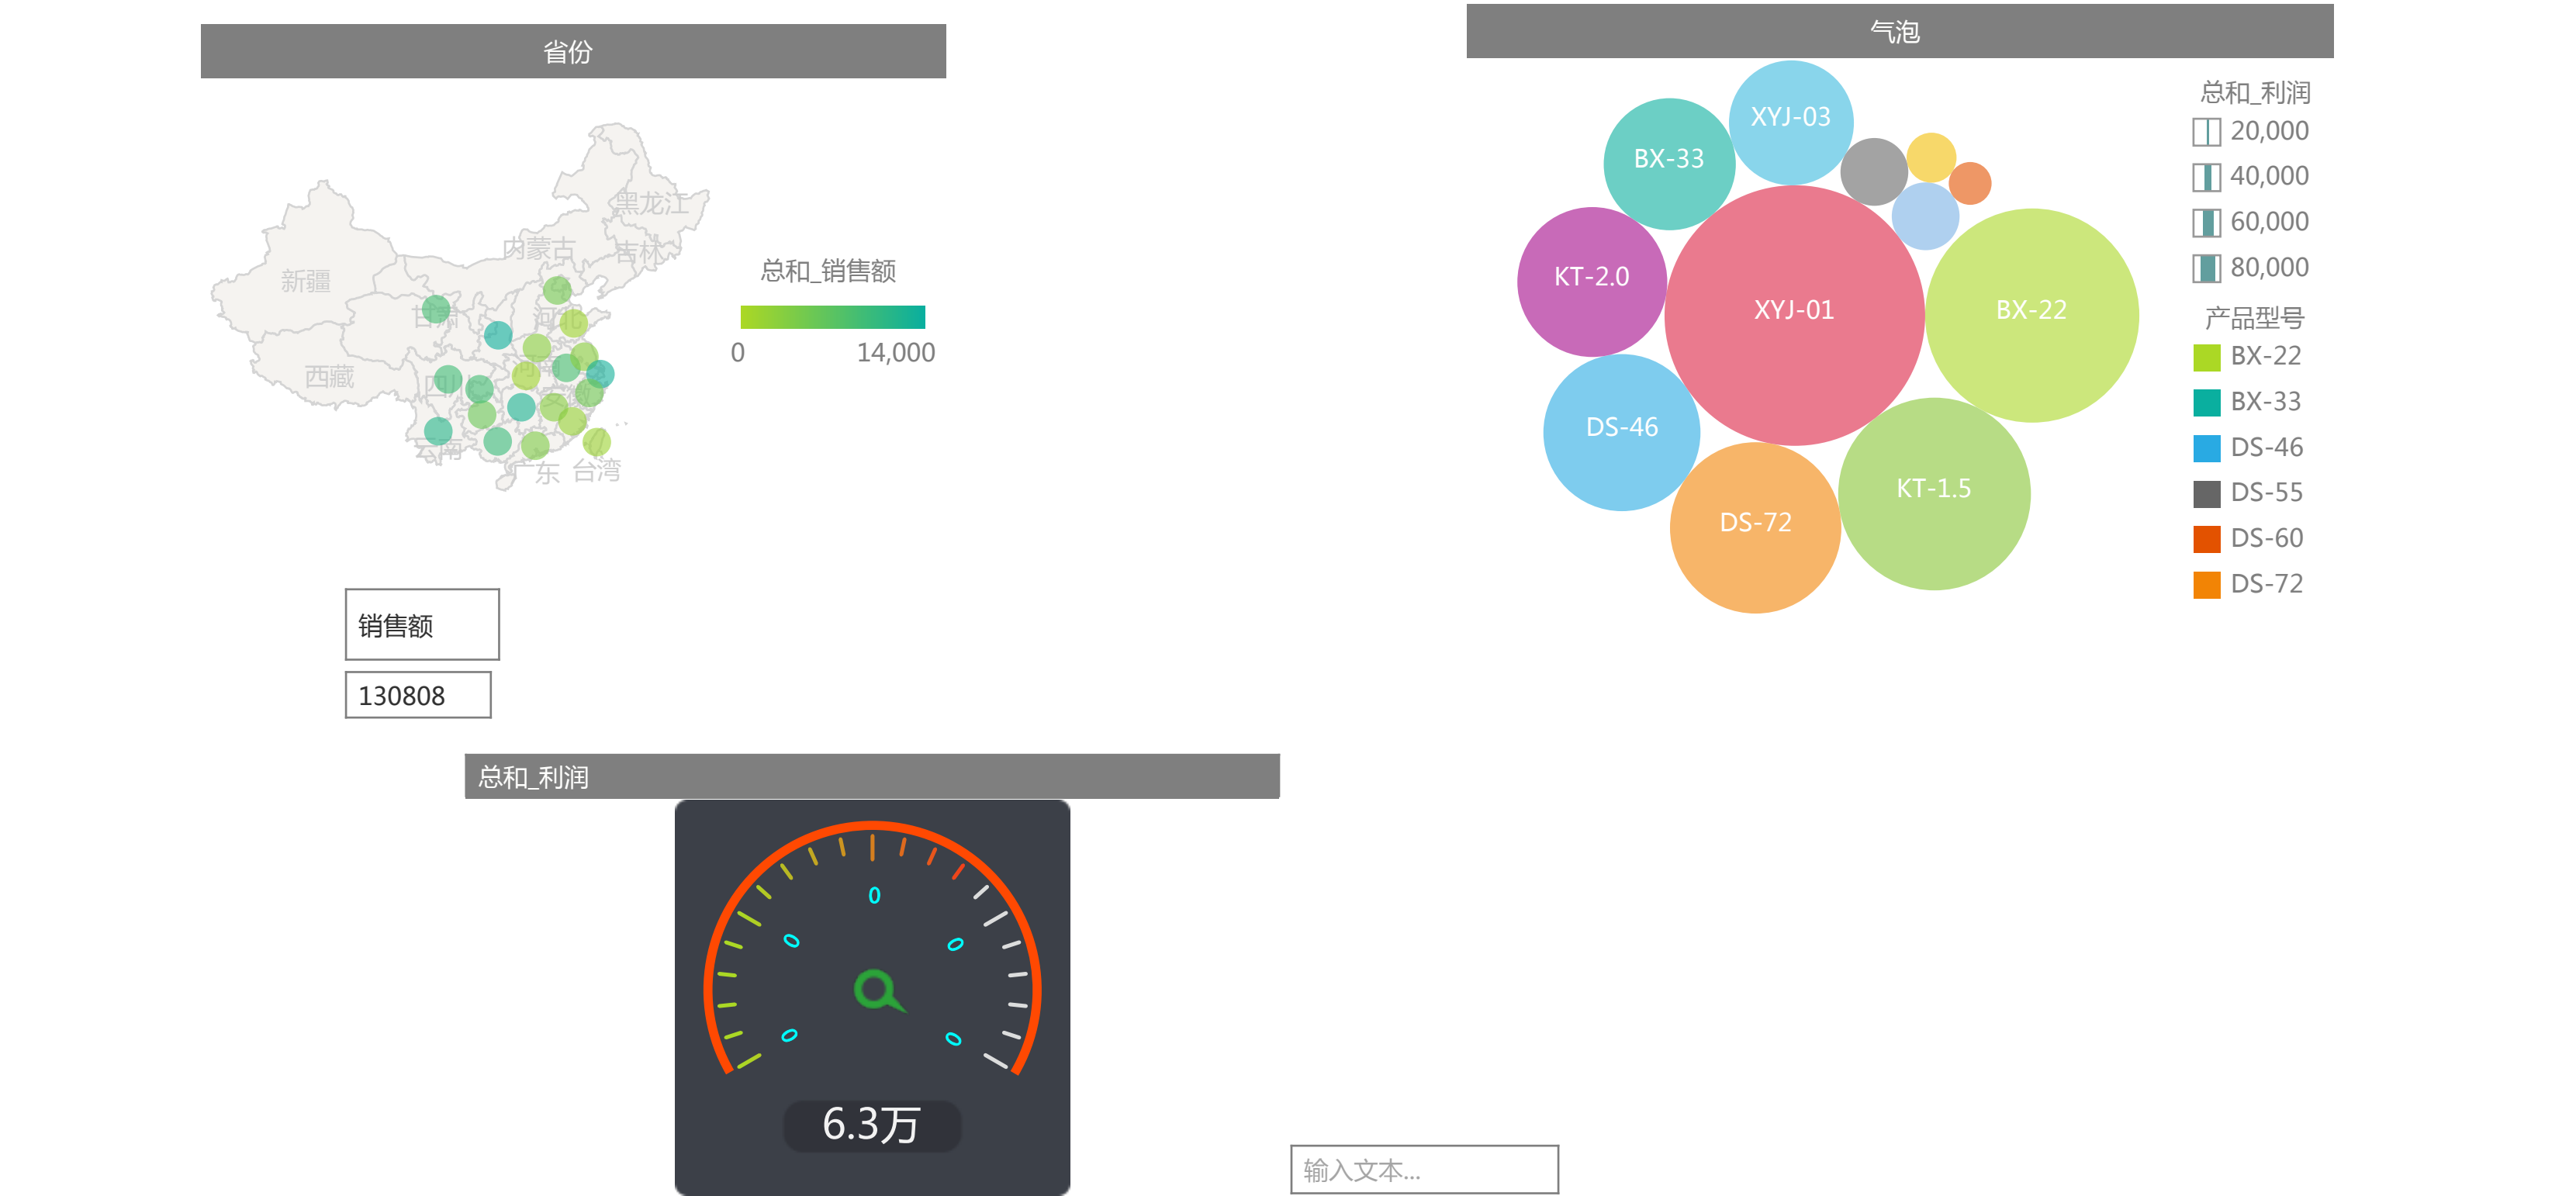 省份
黑龙江
内蒙古
吉林
新疆
甘肃
河北
西藏
四川
河南
安徽
云南
广东
台湾
总和_销售额
0
14,000
气泡
XYJ-03
BX-33
KT-2.0
XYJ-01
BX-22
DS-46
KT-1.5
DS-72
总和_利润
20,000
40,000
60,000
80,000
产品型号
BX-22
BX-33
DS-46
DS-55
DS-60
DS-72
销售额
130808
总和_利润
0
0
0
0
0
6.3万
输入文本...